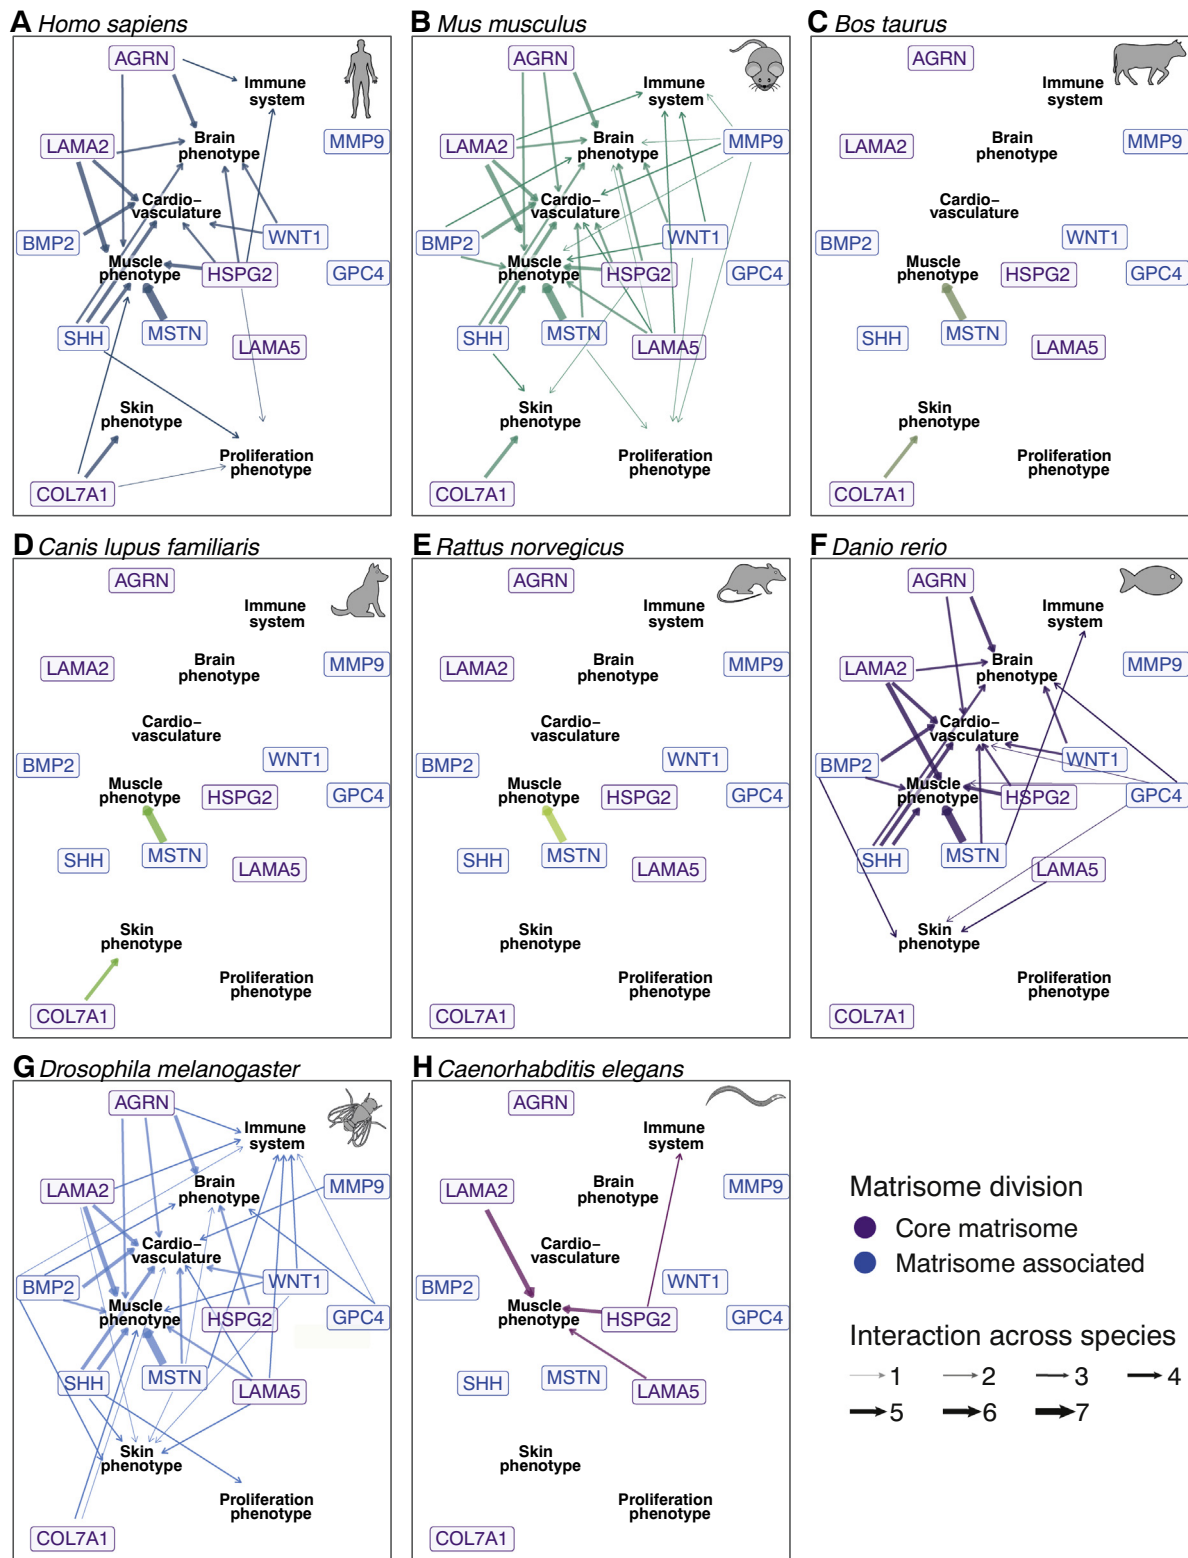 A Homo sapiens
AGRN
Immune
system
LAMA2
Brain
phenotype
MMP9
Cardio–
vasculature
BMP2
WNT1
Muscle
phenotype
HSPG2
GPC4
SHH
MSTN
LAMA5
Skin
phenotype
Proliferation
phenotype
COL7A1
B Mus musculus
AGRN
Immune
system
LAMA2
Brain
phenotype
MMP9
Cardio–
vasculature
BMP2
WNT1
Muscle
phenotype
HSPG2
GPC4
SHH
MSTN
LAMA5
Skin
phenotype
Proliferation
phenotype
COL7A1
C Bos taurus
AGRN
Immune
system
LAMA2
Brain
phenotype
MMP9
Cardio–
vasculature
BMP2
WNT1
Muscle
phenotype
HSPG2
GPC4
SHH
MSTN
LAMA5
Skin
phenotype
Proliferation
phenotype
COL7A1
D Canis lupus familiaris
AGRN
Immune
system
LAMA2
Brain
phenotype
MMP9
Cardio–
vasculature
BMP2
WNT1
Muscle
phenotype
HSPG2
GPC4
SHH
MSTN
LAMA5
Skin
phenotype
Proliferation
phenotype
COL7A1
E Rattus norvegicus
AGRN
Immune
system
LAMA2
Brain
phenotype
MMP9
Cardio–
vasculature
BMP2
WNT1
Muscle
phenotype
HSPG2
GPC4
SHH
MSTN
LAMA5
Skin
phenotype
Proliferation
phenotype
COL7A1
F Danio rerio
AGRN
Immune
system
LAMA2
Brain
phenotype
MMP9
Cardio–
vasculature
BMP2
WNT1
Muscle
phenotype
HSPG2
GPC4
SHH
MSTN
LAMA5
Skin
phenotype
Proliferation
phenotype
COL7A1
G Drosophila melanogaster
AGRN
Immune
system
LAMA2
Brain
phenotype
MMP9
Cardio–
vasculature
BMP2
WNT1
Muscle
phenotype
HSPG2
GPC4
SHH
MSTN
LAMA5
Skin
phenotype
Proliferation
phenotype
COL7A1
H Caenorhabditis elegans
AGRN
Immune
system
LAMA2
Brain
phenotype
MMP9
Cardio–
vasculature
BMP2
WNT1
Muscle
phenotype
HSPG2
GPC4
SHH
MSTN
LAMA5
Skin
phenotype
Proliferation
phenotype
COL7A1
Matrisome division
Core matrisome
Matrisome associated
Interaction across species
1 2 3 4
5 6 7